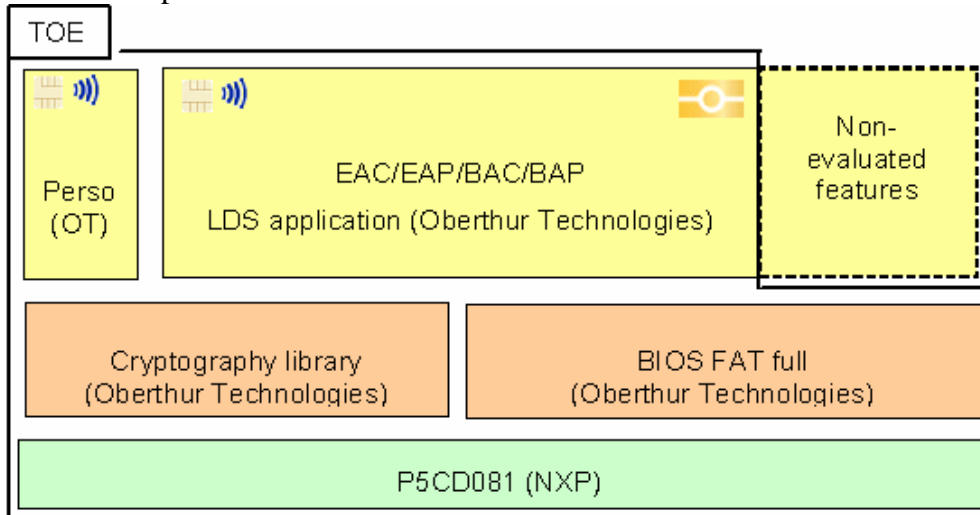 TOE
Perso
(OT)
EAC/EAP/BAC/BAP
LDS application (Oberthur Technologies)
Non-
evaluated
features
Cryptography library
(Oberthur Technologies)
BIOS FAT full
(Oberthur Technologies)
P5CD081 (NXP)